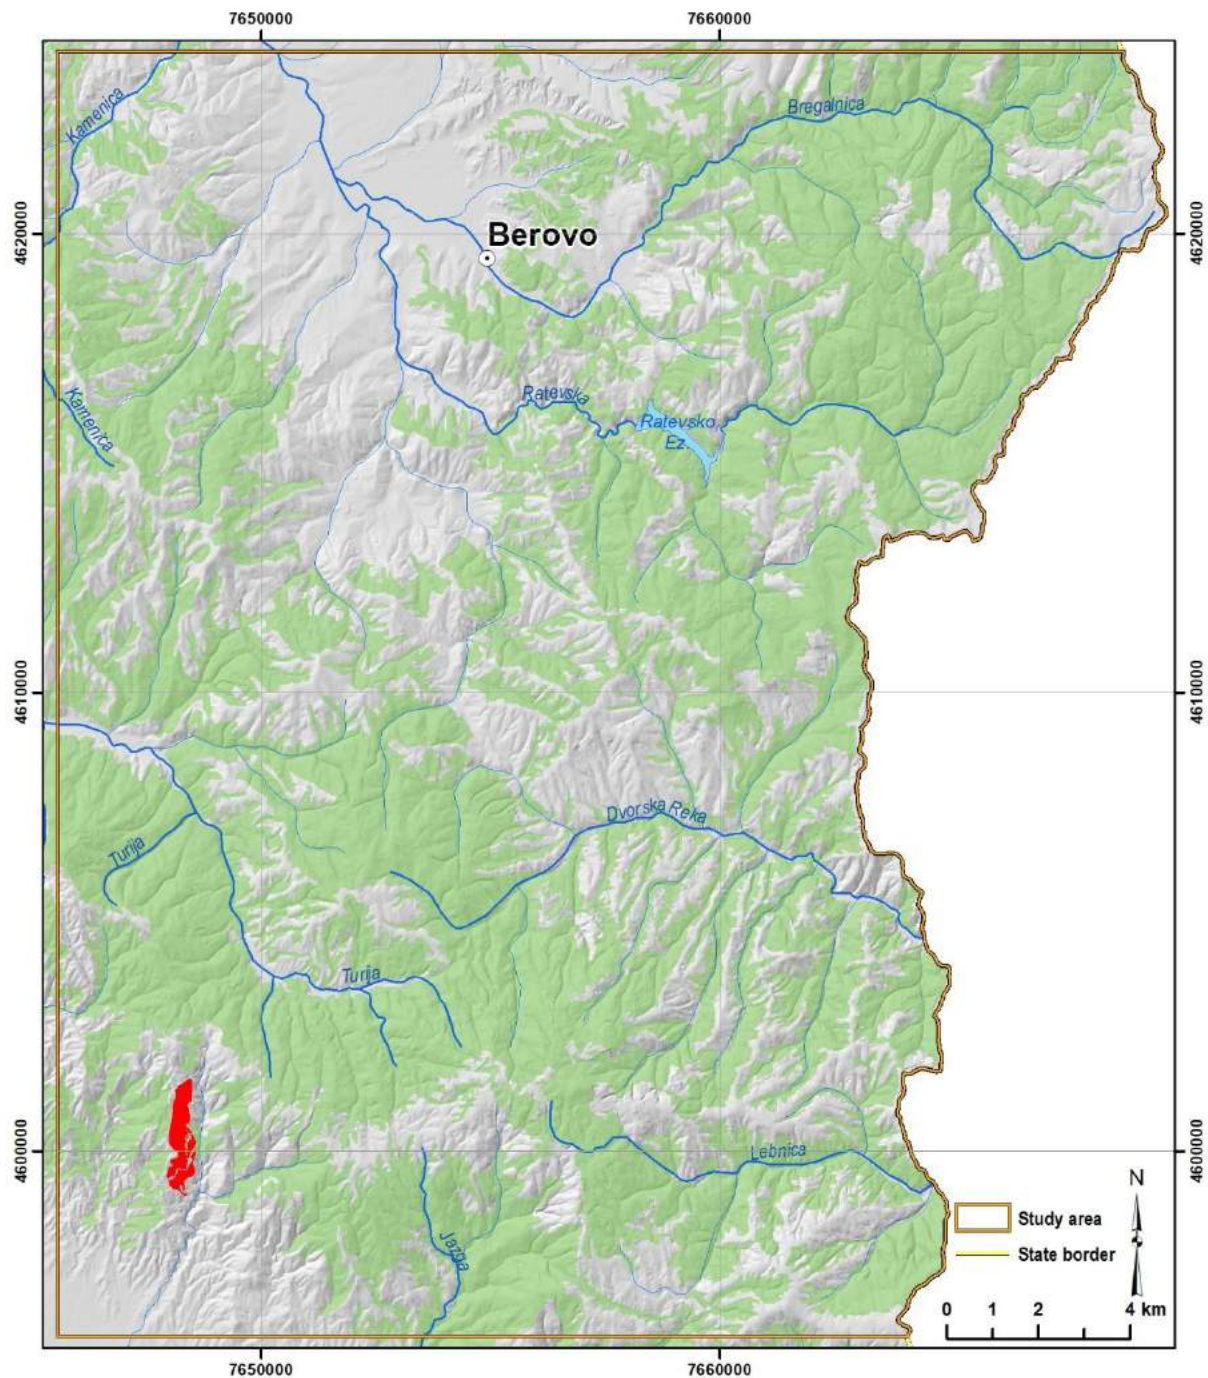 7650000
7660000
Kamenica
Bregalnica
4620000
4620000
Berovo
Kamenica
Ratevska
Ratevsko
Ez.
4610000
4610000
Dvorska Reka
Turija
Turija
4600000
4600000
Lebnica
Jazga
N
Study area
State border
0 1 2 4 km
7650000
7660000